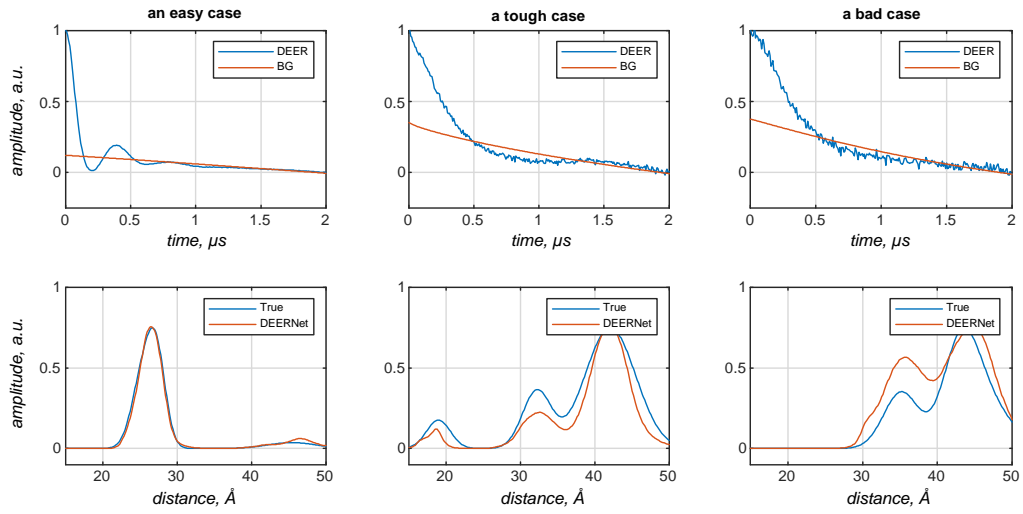 an easy case
a tough case
a bad case
1
0.5
0
amplitude, a.u.
DEER
BG
0
0.5
1
1.5
2
time, µs
1
0.5
0
DEER
BG
0
0.5
1
1.5
2
time, µs
1
0.5
0
DEER
BG
0
0.5
1
1.5
2
time, µs
1
0.5
0
amplitude, a.u.
True
DEERNet
20
30
40
50
distance, Å
1
0.5
0
True
DEERNet
20
30
40
50
distance, Å
1
0.5
0
True
DEERNet
20
30
40
50
distance, Å